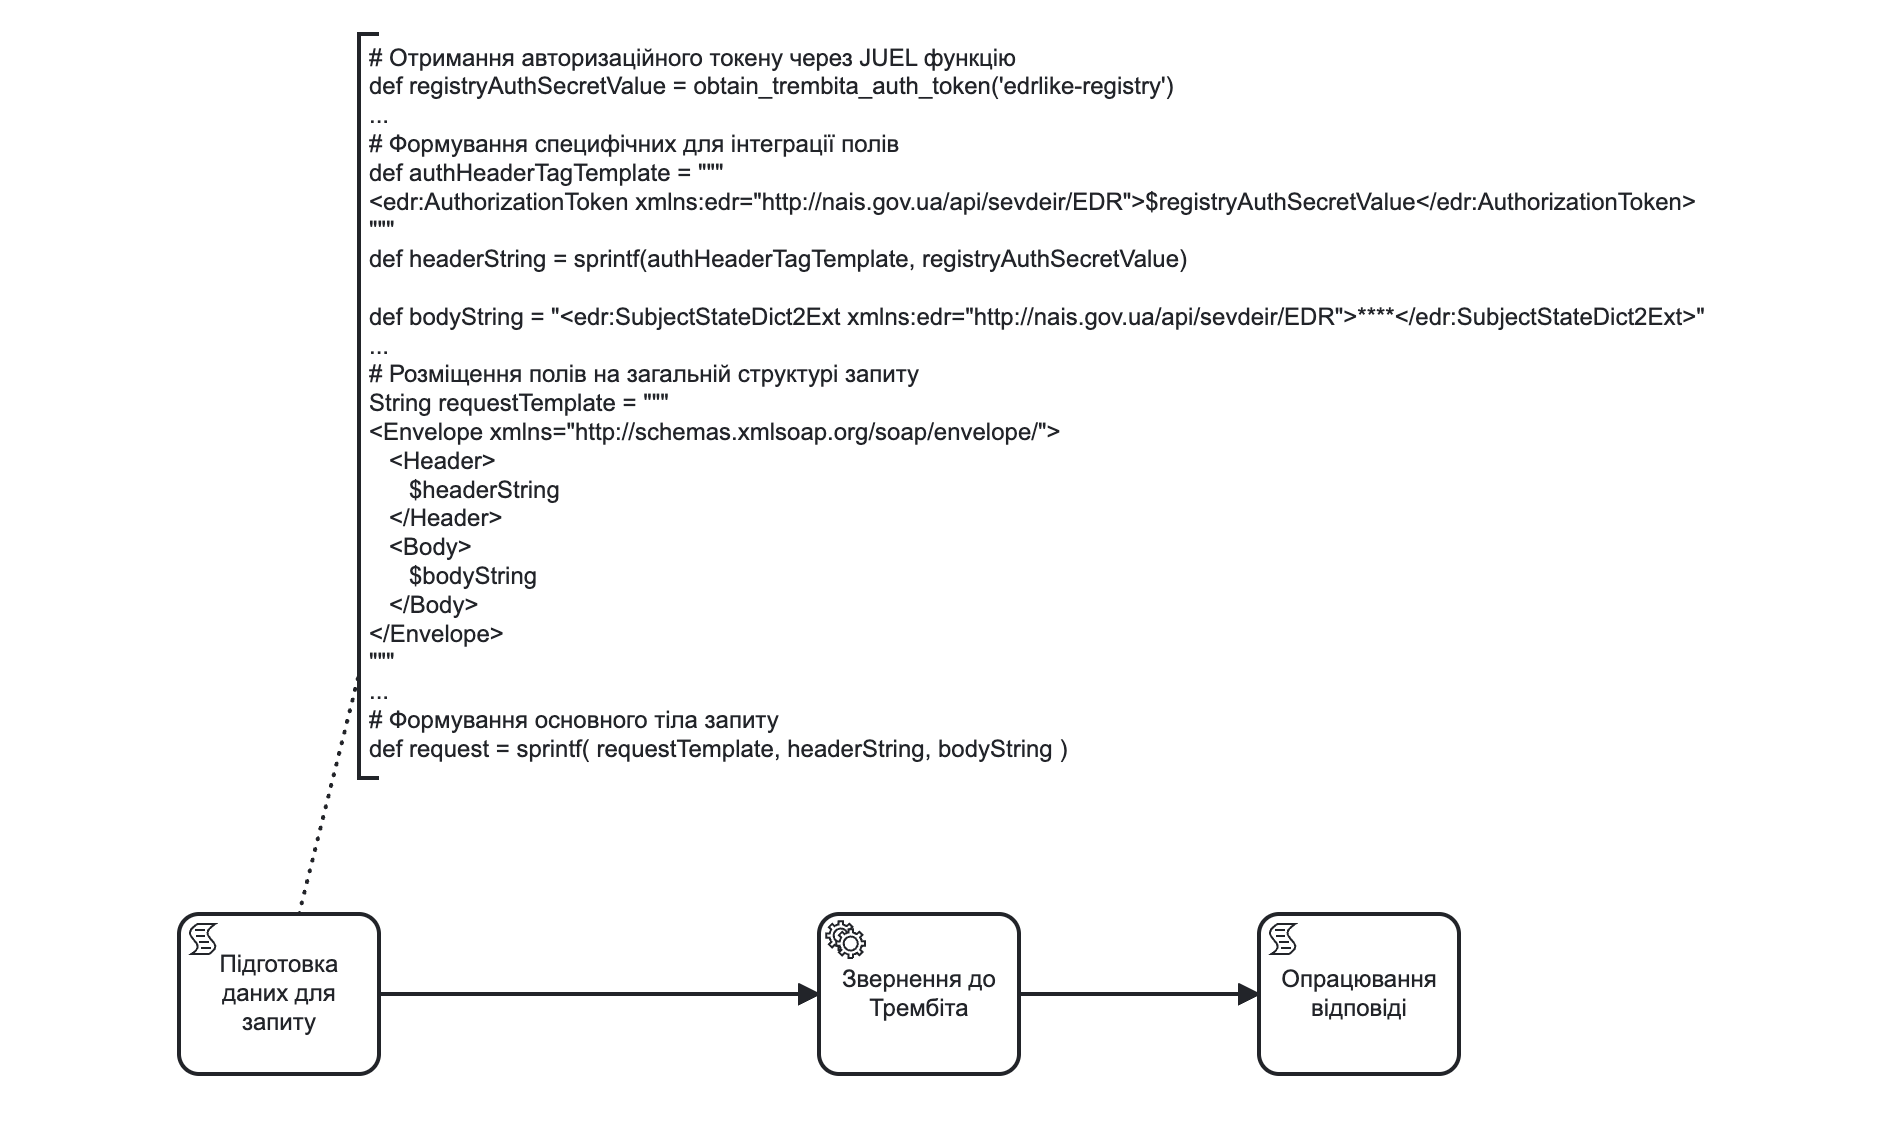 # Отримання авторизаційного токену через JUEL функцію
def registryAuthSecretValue = obtain_trembita_auth_token('edrlike-registry')
...
# Формування специфічних для інтеграції полів
def authHeaderTagTemplate = """
<edr:AuthorizationToken xmlns:edr="http://nais.gov.ua/api/sevdeir/EDR">$registryAuthSecretValue</edr:AuthorizationToken>
"""
def headerString = sprintf(authHeaderTagTemplate, registryAuthSecretValue)

def bodyString = "<edr:SubjectStateDict2Ext xmlns:edr="http://nais.gov.ua/api/sevdeir/EDR">****</edr:SubjectStateDict2Ext>"
...
# Розміщення полів на загальній структурі запиту
String requestTemplate = """
<Envelope xmlns="http://schemas.xmlsoap.org/soap/envelope/">
   <Header>
      $headerString
   </Header>
   <Body>
      $bodyString
   </Body>
</Envelope>
"""
...
# Формування основного тіла запиту
def request = sprintf( requestTemplate, headerString, bodyString )
Підготовка
даних для
запиту
Звернення до
Трембіта
Опрацювання
відповіді